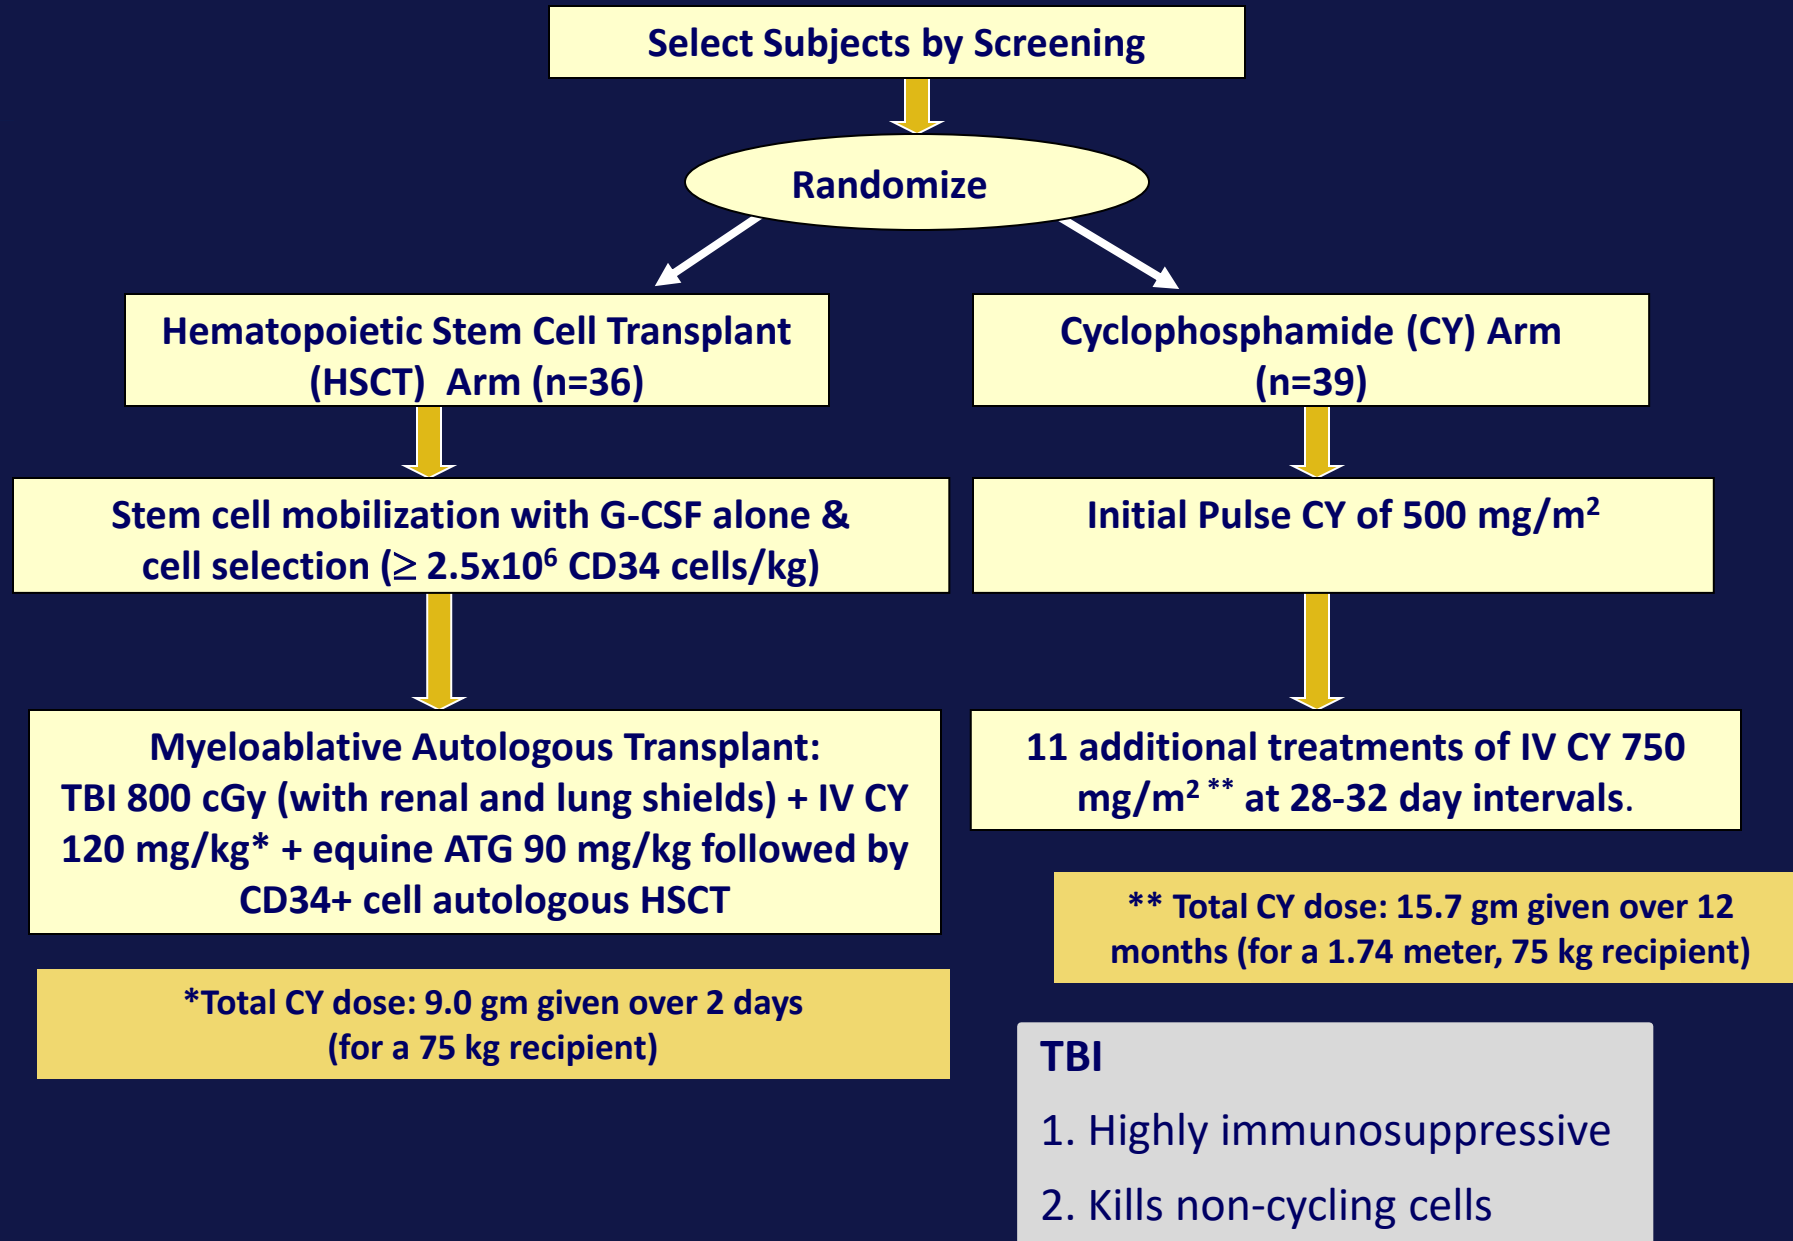 Select Subjects by Screening
Randomize
Hematopoietic Stem Cell Transplant
(HSCT) Arm (n=36)
Cyclophosphamide (CY) Arm
(n=39)
Stem cell mobilization with G-CSF alone &
cell selection (≥ 2.5x10⁶ CD34 cells/kg)
Initial Pulse CY of 500 mg/m²
Myeloablative Autologous Transplant:
TBI 800 cGy (with renal and lung shields) + IV CY
120 mg/kg* + equine ATG 90 mg/kg followed by
CD34+ cell autologous HSCT
11 additional treatments of IV CY 750
mg/m² ** at 28-32 day intervals.
*Total CY dose: 9.0 gm given over 2 days
(for a 75 kg recipient)
** Total CY dose: 15.7 gm given over 12
months (for a 1.74 meter, 75 kg recipient)
TBI
1. Highly immunosuppressive
2. Kills non-cycling cells